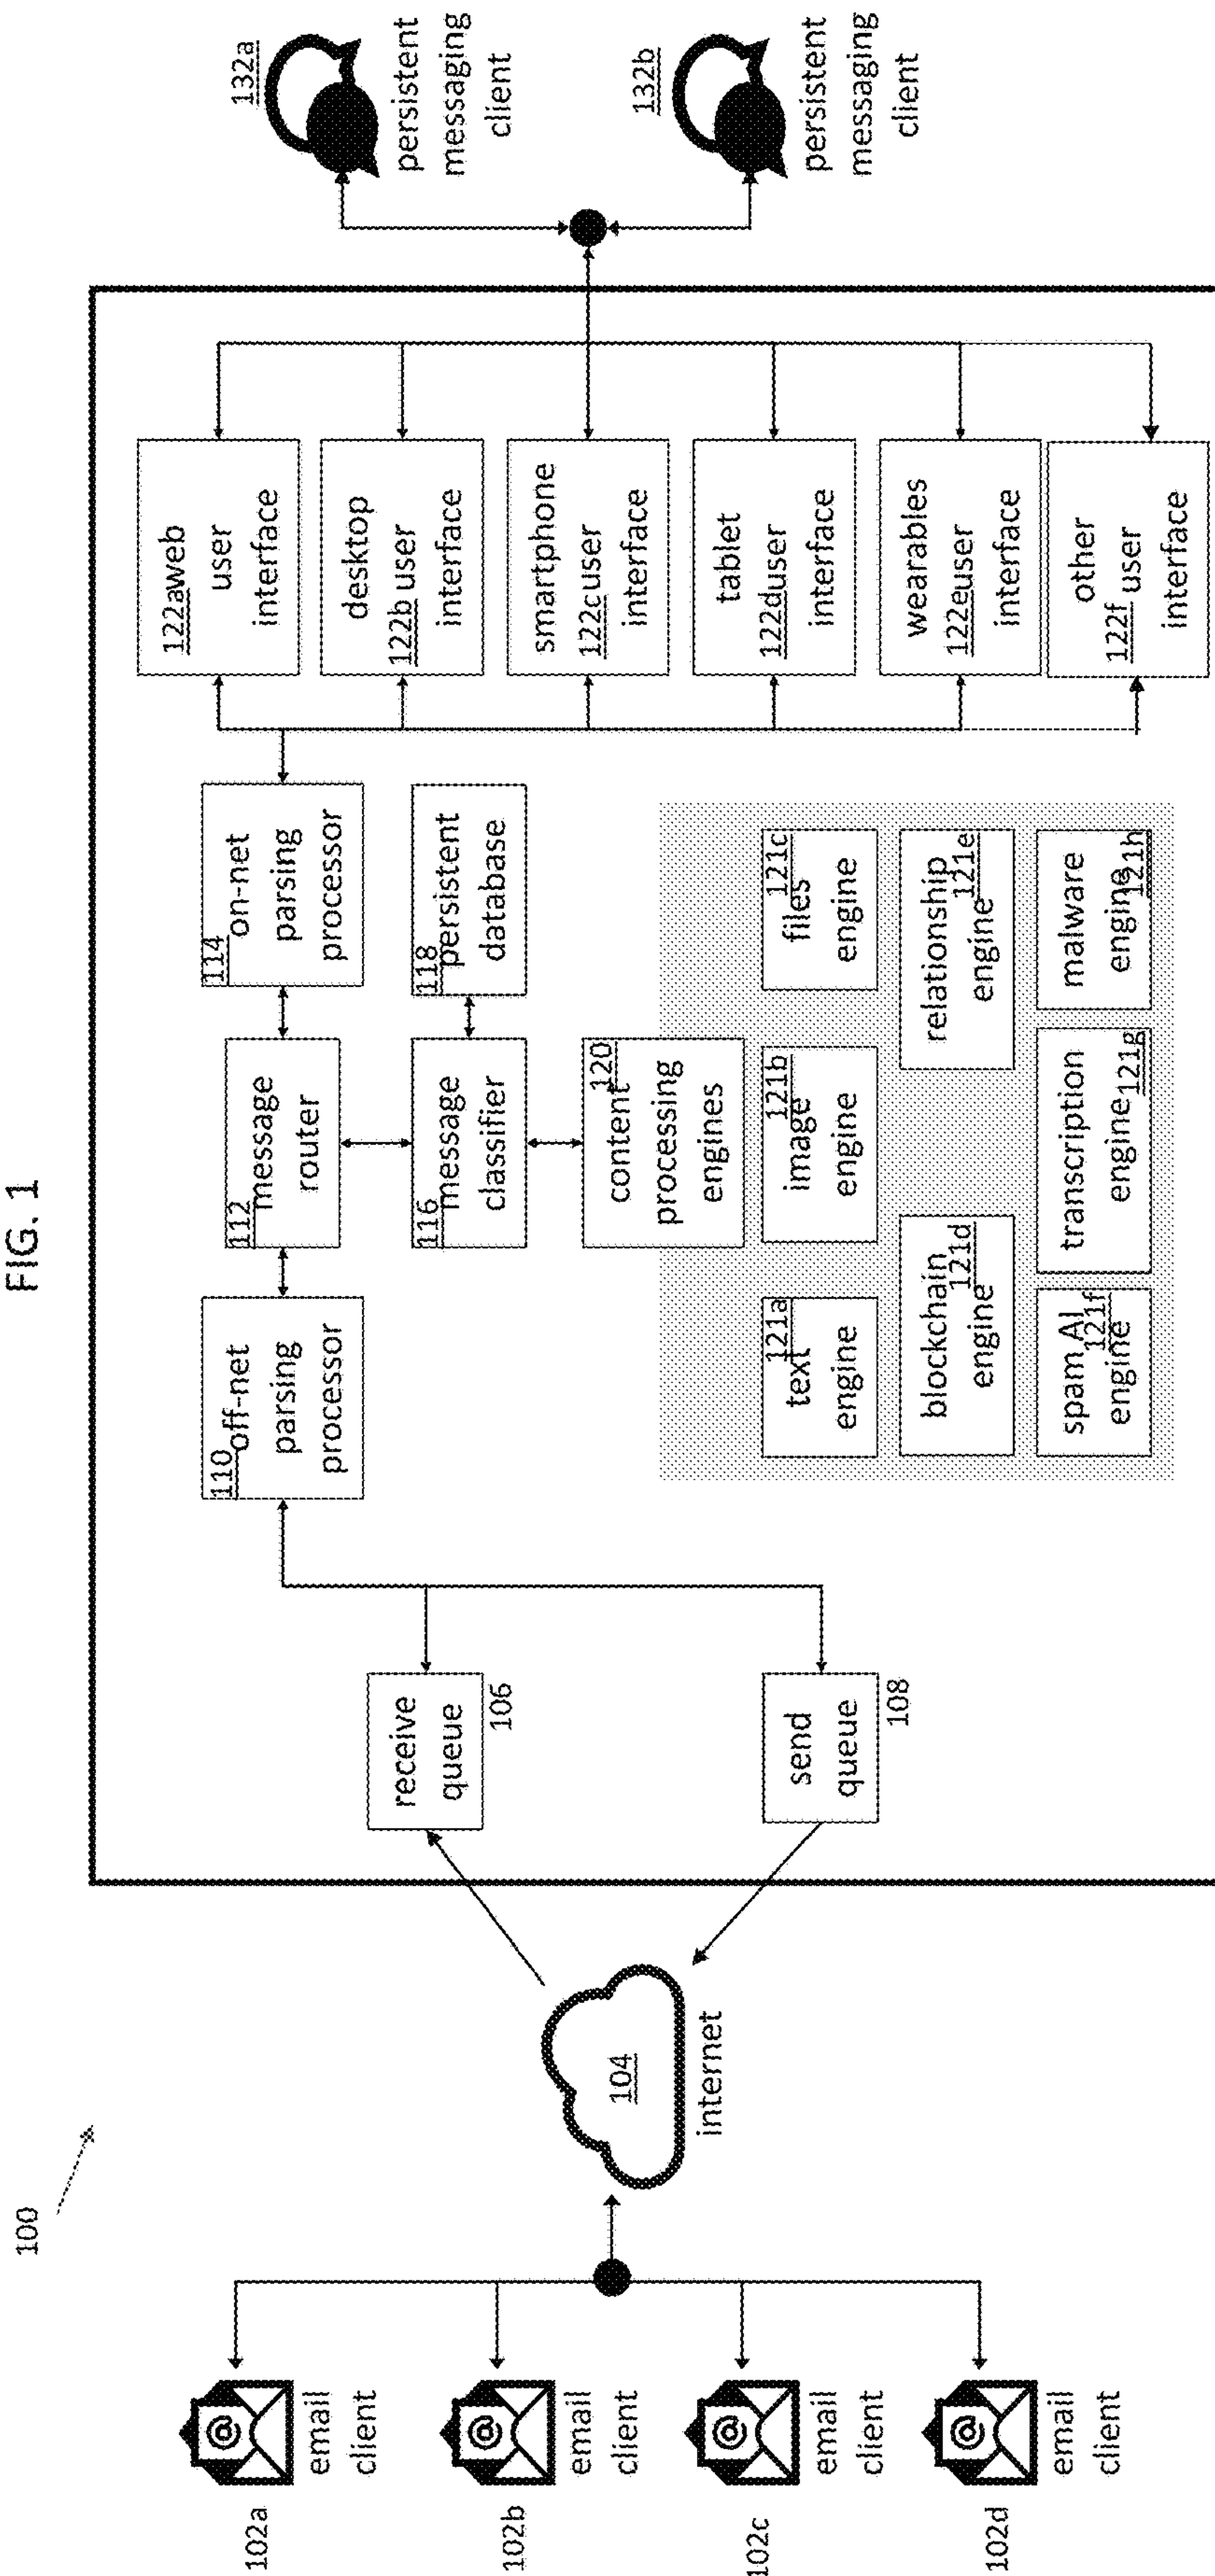 FIG. 1
100
102a
email
client
102b
email
client
102c
email
client
102d
email
client
104
internet
receive
queue
106
send
queue
108
110
off-net
parsing
processor
112
message
router
114
on-net
parsing
processor
116
message
classifier
118
persistent
database
120
content
processing
engines
121a
text
engine
121b
image
engine
121c
files
engine
blockchain
121d
engine
relationship
121e
engine
spam AI
121f
engine
transcription
engine
121g
malware
engine
121h
122a web
user
interface
desktop
122b user
interface
smartphone
122c user
interface
tablet
122d user
interface
wearables
122e user
interface
other
122f user
interface
132a
persistent
messaging
client
132b
persistent
messaging
client